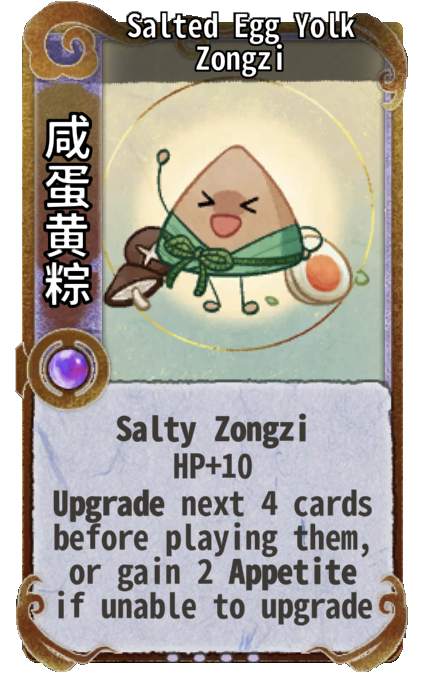 Salted Egg Yolk
Zongzi
咸蛋黄粽
Salty Zongzi
HP+10
Upgrade next 4 cards
before playing them,
or gain 2 Appetite
if unable to upgrade